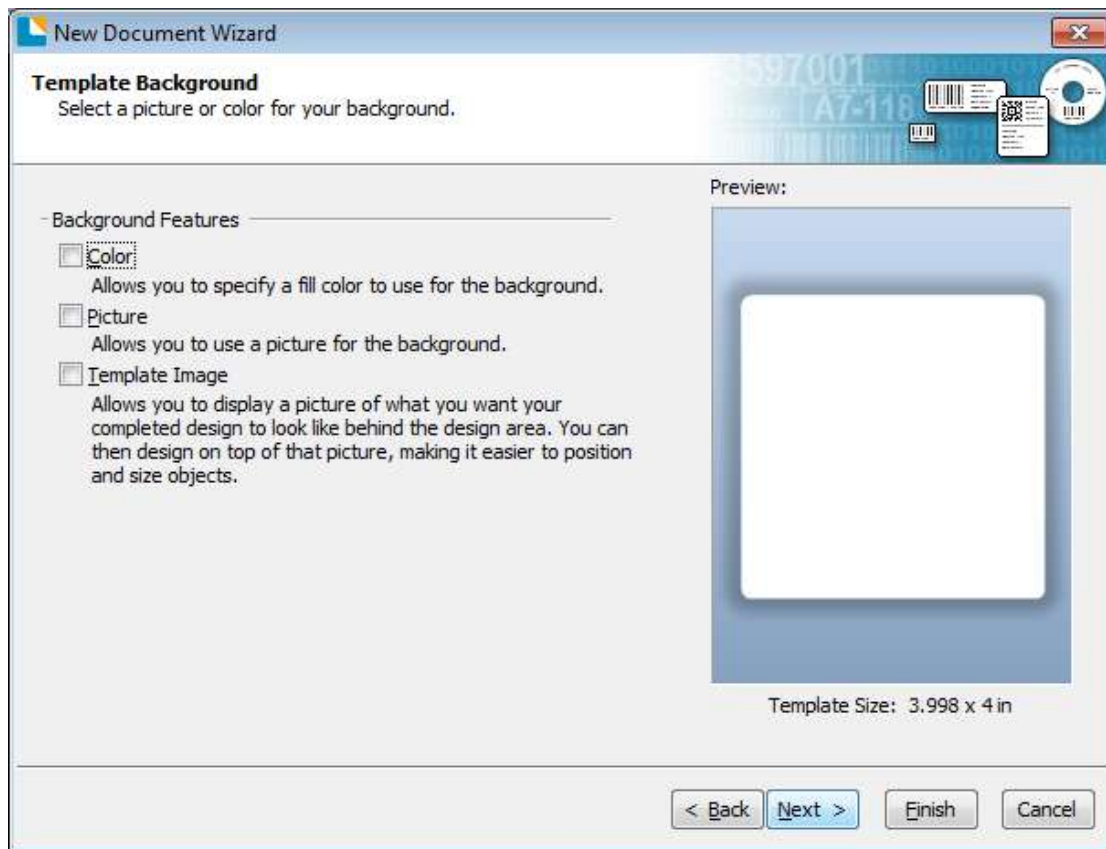 New Document Wizard
Template Background
Select a picture or color for your background.
3597001
A7-118
Preview:
Background Features
Color
Allows you to specify a fill color to use for the background.
Picture
Allows you to use a picture for the background.
Template Image
Allows you to display a picture of what you want your
completed design to look like behind the design area. You can
then design on top of that picture, making it easier to position
and size objects.
Template Size: 3.998 x 4 in
< Back
Next >
Finish
Cancel